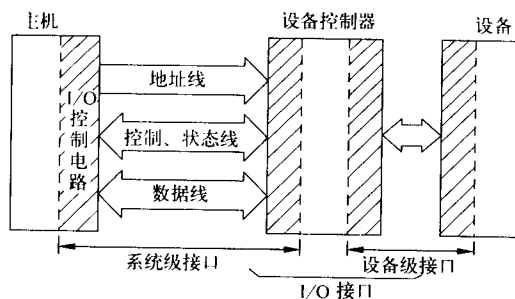 主机
设备控制器
设备
I/O
控制电路
地址线
控制、状态线
数据线
系统级接口
设备级接口
I/O 接口